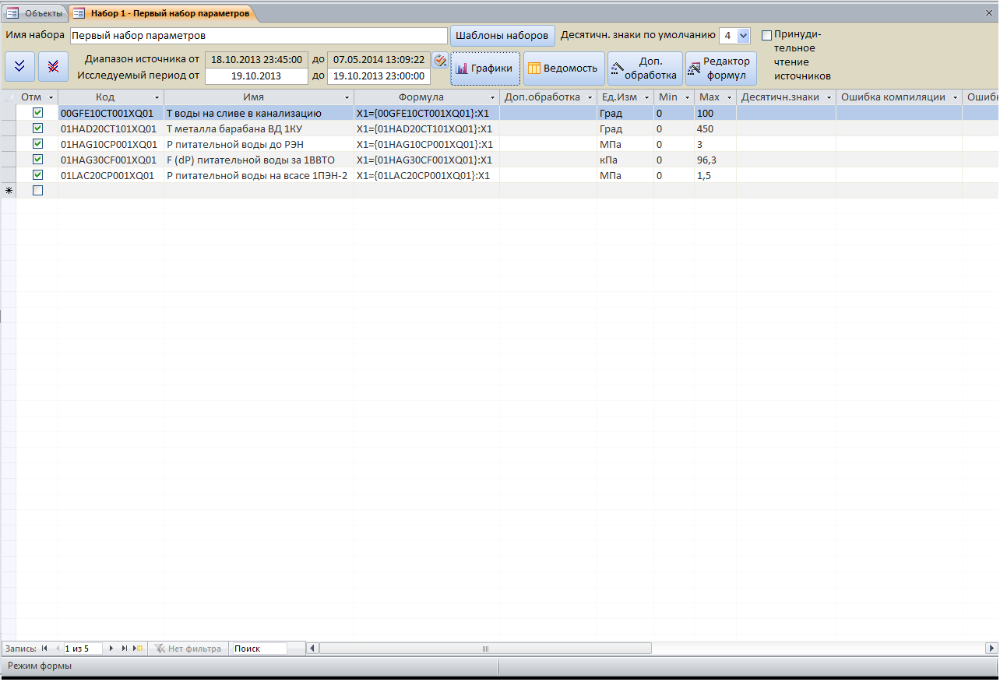 Объекты
Набор 1 - Первый набор параметров
Имя набора Первый набор параметров Шаблоны наборов Десятичн. знаки по умолчанию 4 Принуди-
тельное
чтение
источников
Диапазон источника от 18.10.2013 23:45:00 до 07.05.2014 13:09:22
Исследуемый период от 19.10.2013 до 19.10.2013 23:00:00
Графики
Ведомость
Доп.
обработка
Редактор
формул
Отм Код Имя Формула Доп.обработка Ед.Изм Min Max Десятичн.знаки Ошибка компиляции Ошибк
00GFE10CT001XQ01 Т воды на сливе в канализацию X1={00GFE10CT001XQ01}:X1 Град 0 100
01HAD20CT101XQ01 Т металла барабана ВД 1КУ X1={01HAD20CT101XQ01}:X1 Град 0 450
01HAG10CP001XQ01 Р питательной воды до РЭН X1={01HAG10CP001XQ01}:X1 МПа 0 3
01HAG30CF001XQ01 F (dP) питательной воды за 1ВВТО X1={01HAG30CF001XQ01}:X1 кПа 0 96,3
01LAC20CP001XQ01 Р питательной воды на всасе 1ПЭН-2 X1={01LAC20CP001XQ01}:X1 МПа 0 1,5
Запись: 1 из 5 Нет фильтра Поиск
Режим формы